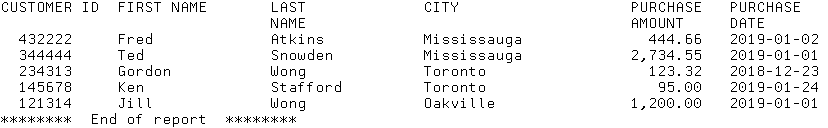 CUSTOMER ID  FIRST NAME       LAST             CITY                   PURCHASE   PURCHASE
                              NAME                                    AMOUNT     DATE
  432222     Fred             Atkins           Mississauga              444.66   2019-01-02
  344444     Ted              Snowden          Mississauga            2,734.55   2019-01-01
  234313     Gordon           Wong             Toronto                  123.32   2018-12-23
  145678     Ken              Stafford         Toronto                   95.00   2019-01-24
  121314     Jill             Wong             Oakville               1,200.00   2019-01-01
********  End of report  ********